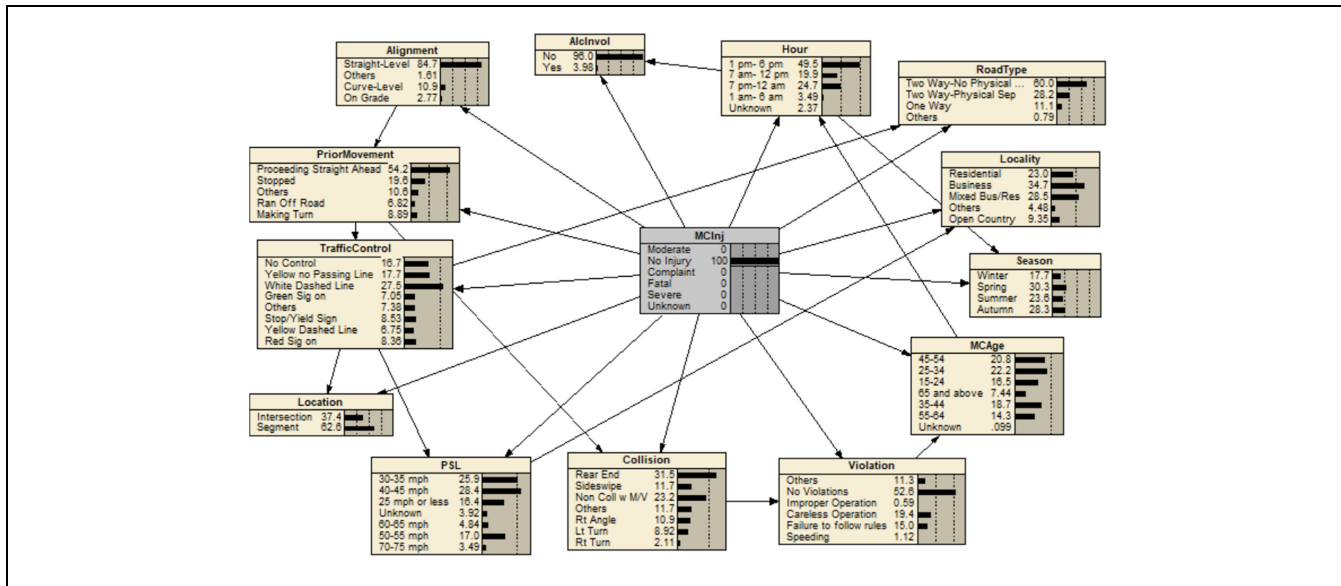 Alignment
Straight-Level 84.7
Others 1.61
Curve-Level 10.9
On Grade 2.77
AlcInvol
No 96.0
Yes 3.98
Hour
1 pm- 6 pm 49.5
7 am- 12 pm 19.9
7 pm-12 am 24.7
1 am- 6 am 3.49
Unknown 2.37
RoadType
Two Way-No Physical ... 60.0
Two Way-Physical Sep 28.2
One Way 11.1
Others 0.79
PriorMovement
Proceeding Straight Ahead 54.2
Stopped 19.6
Others 10.6
Ran Off Road 6.82
Making Turn 8.89
Locality
Residential 23.0
Business 34.7
Mixed Bus/Res 28.5
Others 4.48
Open Country 9.35
TrafficControl
No Control 16.7
Yellow no Passing Line 17.7
White Dashed Line 27.5
Green Sig on 7.05
Others 7.38
Stop/Yield Sign 8.53
Yellow Dashed Line 6.75
Red Sig on 8.36
MCInj
Moderate 0
No Injury 100
Complaint 0
Fatal 0
Severe 0
Unknown 0
Season
Winter 17.7
Spring 30.3
Summer 23.6
Autumn 28.3
MCAge
45-54 20.8
25-34 22.2
15-24 16.5
65 and above 7.44
35-44 18.7
55-64 14.3
Unknown .099
Location
Intersection 37.4
Segment 62.6
PSL
30-35 mph 25.9
40-45 mph 28.4
25 mph or less 16.4
Unknown 3.92
60-65 mph 4.84
50-55 mph 17.0
70-75 mph 3.49
Collision
Rear End 31.5
Sideswipe 11.7
Non Coll w M/V 23.2
Others 11.7
Rt Angle 10.9
Lt Turn 8.92
Rt Turn 2.11
Violation
Others 11.3
No Violations 52.6
Improper Operation 0.59
Careless Operation 19.4
Failure to follow rules 15.0
Speeding 1.12